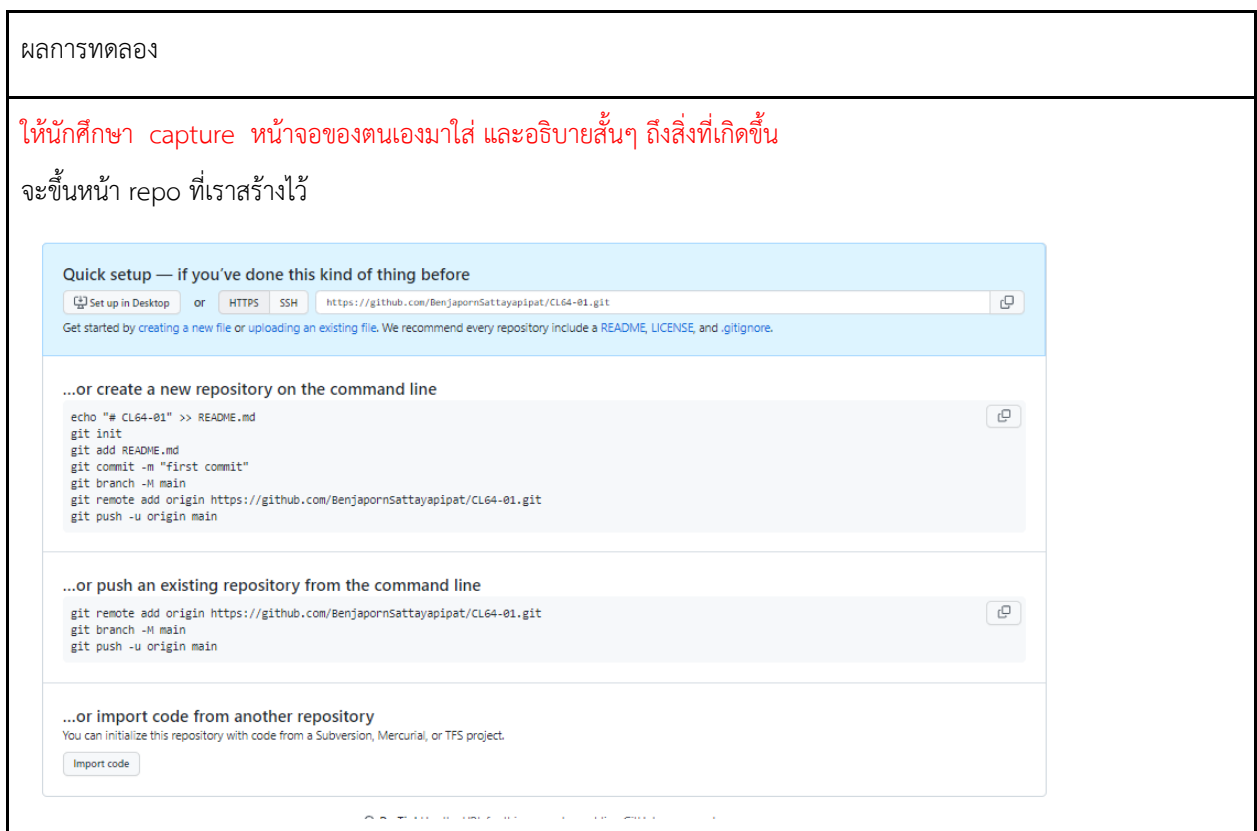 ผลการทดลอง
ให้นักศึกษา capture หน้าจอของตนเองมาใส่ และอธิบายสั้นๆ ถึงสิ่งที่เกิดขึ้น
จะขึ้นหน้า repo ที่เราสร้างไว้
Quick setup — if you've done this kind of thing before
Set up in Desktop or HTTPS SSH https://github.com/BenjapornSattayapipat/CL64-01.git
Get started by creating a new file or uploading an existing file. We recommend every repository include a README, LICENSE, and .gitignore.
...or create a new repository on the command line
echo "# CL64-01" >> README.md
git init
git add README.md
git commit -m "first commit"
git branch -M main
git remote add origin https://github.com/BenjapornSattayapipat/CL64-01.git
git push -u origin main
...or push an existing repository from the command line
git remote add origin https://github.com/BenjapornSattayapipat/CL64-01.git
git branch -M main
git push -u origin main
...or import code from another repository
You can initialize this repository with code from a Subversion, Mercurial, or TFS project.
Import code